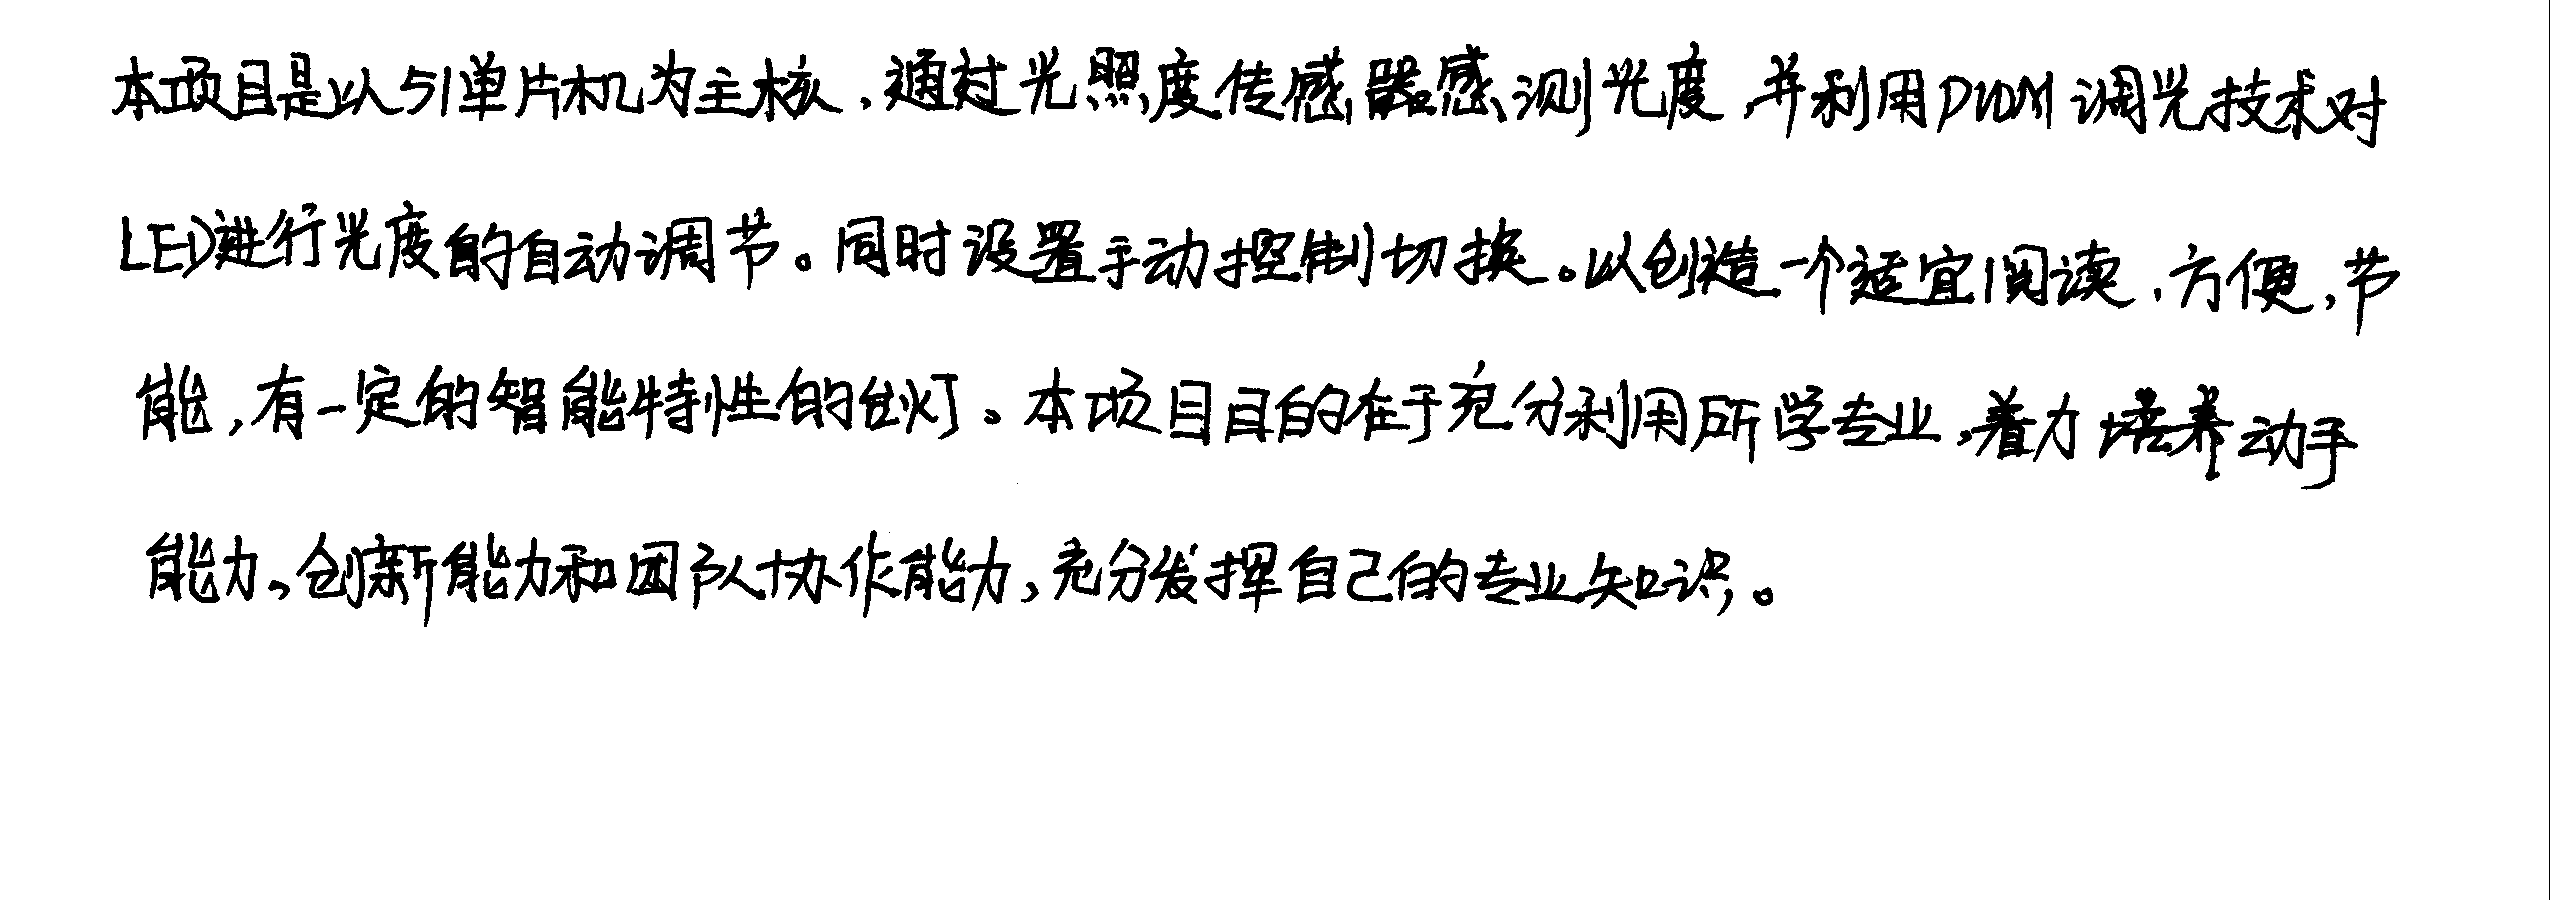 本项目是以51单片机为主核,通过光照度传感器感测光度,并利用PWM调光技术对
LED进行光度的自动调节。同时设置手动控制切换。以创造一个适宜阅读,方便,节
能,有一定的智能特性的台灯。本项目目的在于充分利用所学专业,着力培养动手
能力、创新能力和团队协作能力,充分发挥自己的专业知识。